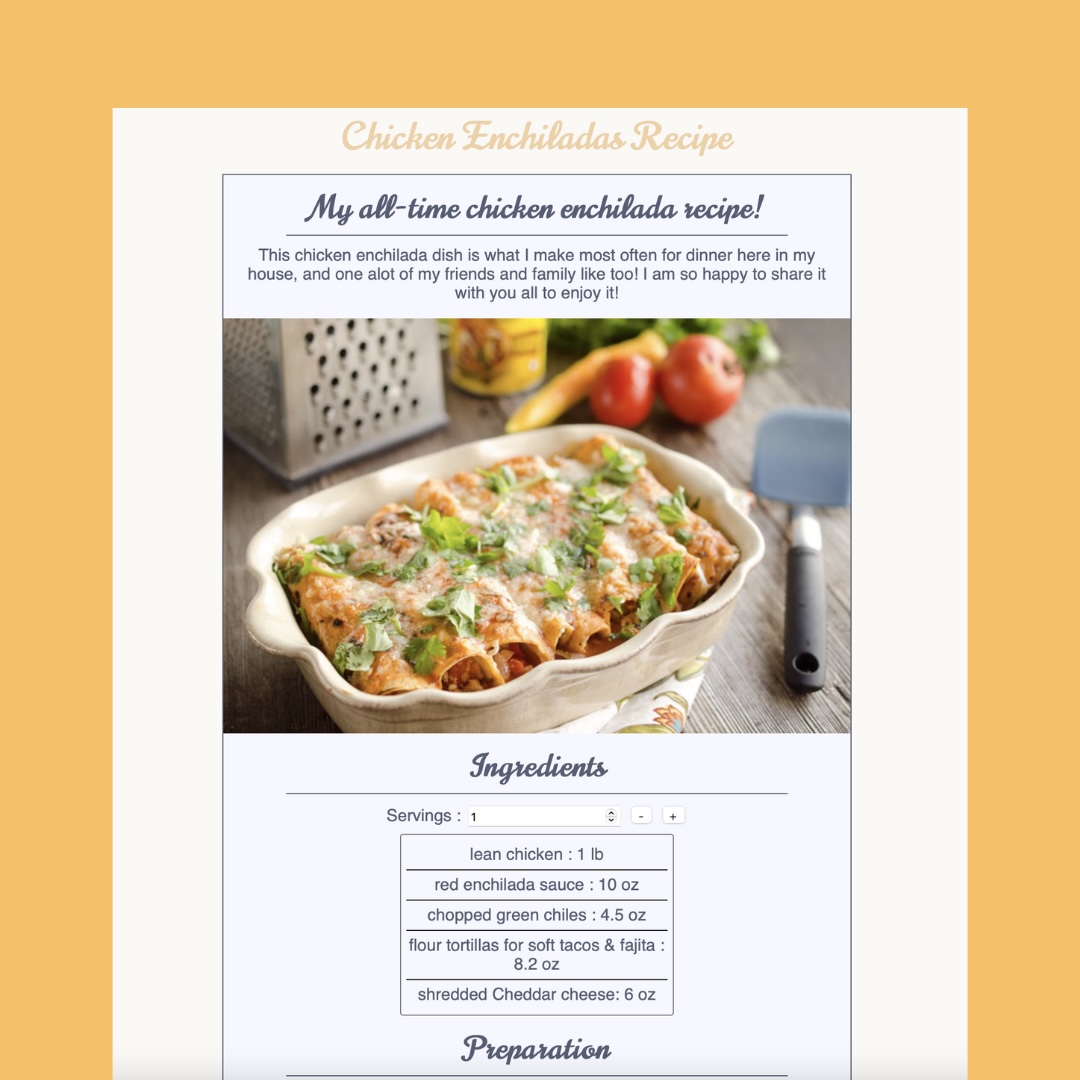 Chicken Enchiladas Recipe
My all-time chicken enchilada recipe!
This chicken enchilada dish is what I make most often for dinner here in my
house, and one alot of my friends and family like too! I am so happy to share it
with you all to enjoy it!
Ingredients
Servings : 1 - +
lean chicken : 1 lb
red enchilada sauce : 10 oz
chopped green chiles : 4.5 oz
flour tortillas for soft tacos & fajita :
8.2 oz
shredded Cheddar cheese: 6 oz
Preparation